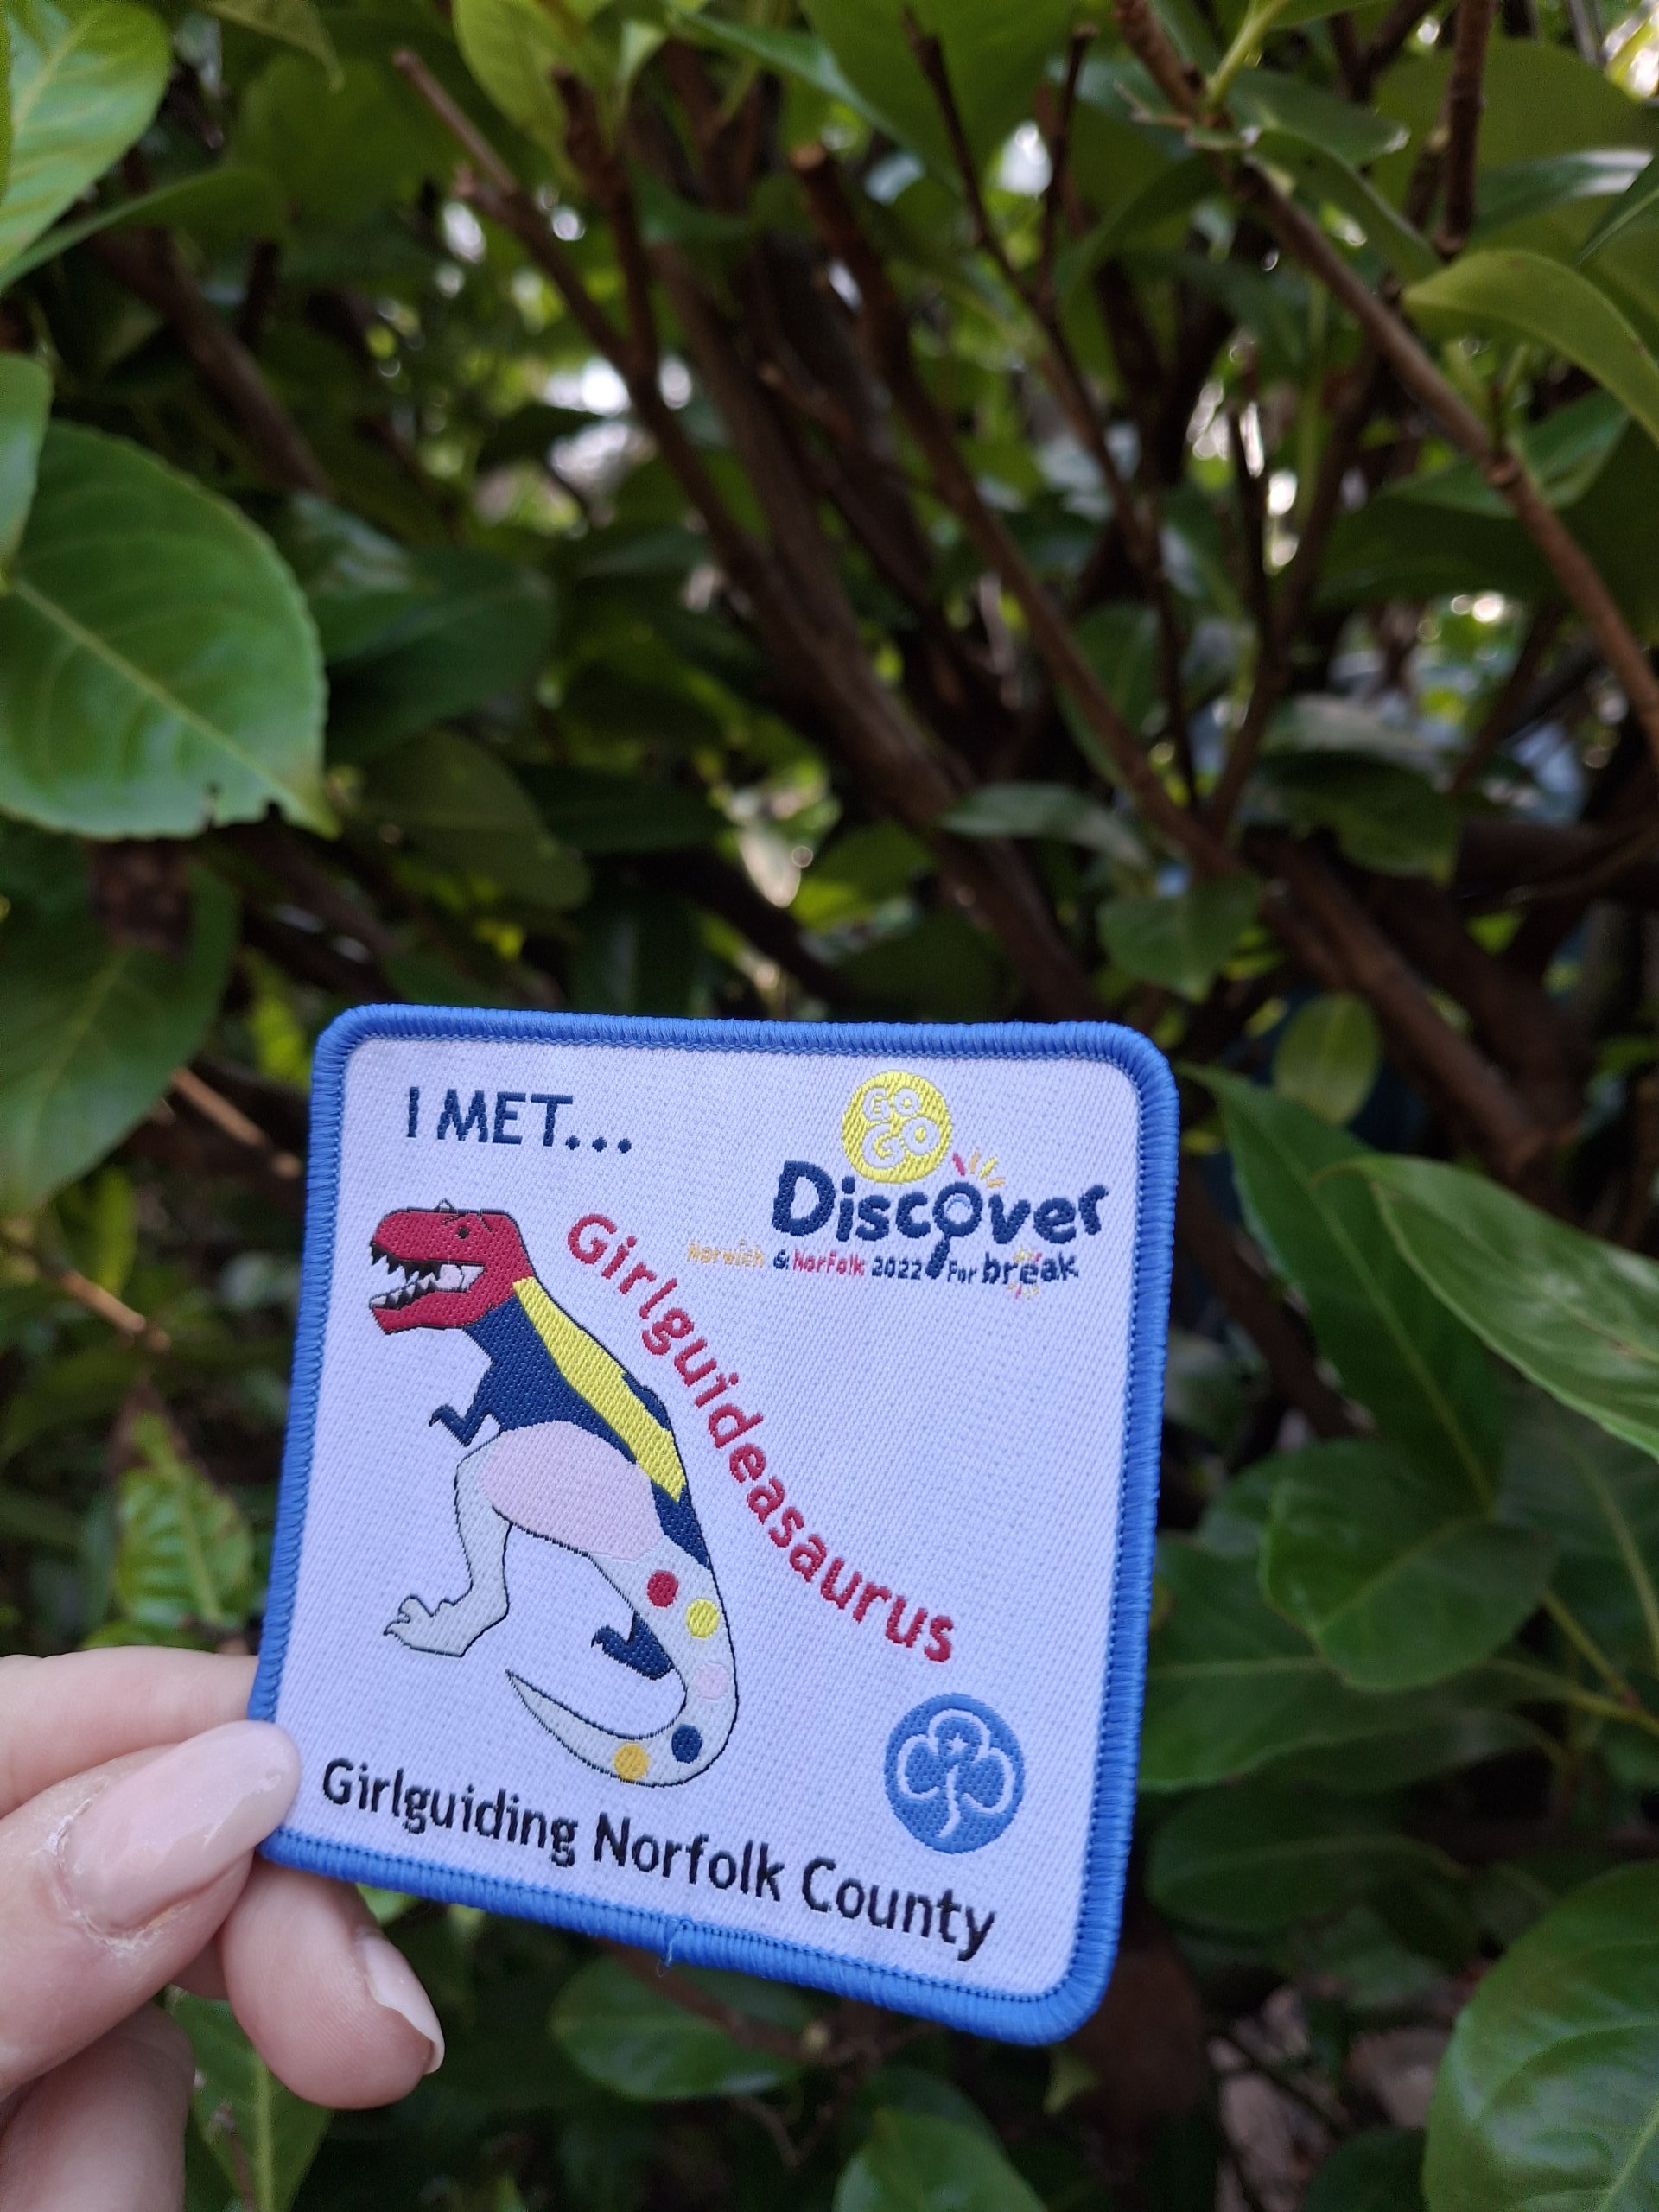 I MET...
GO
GO
Discover
Norwich & Norfolk 2022 For break
Girlguideasaurus
Girlguiding Norfolk County